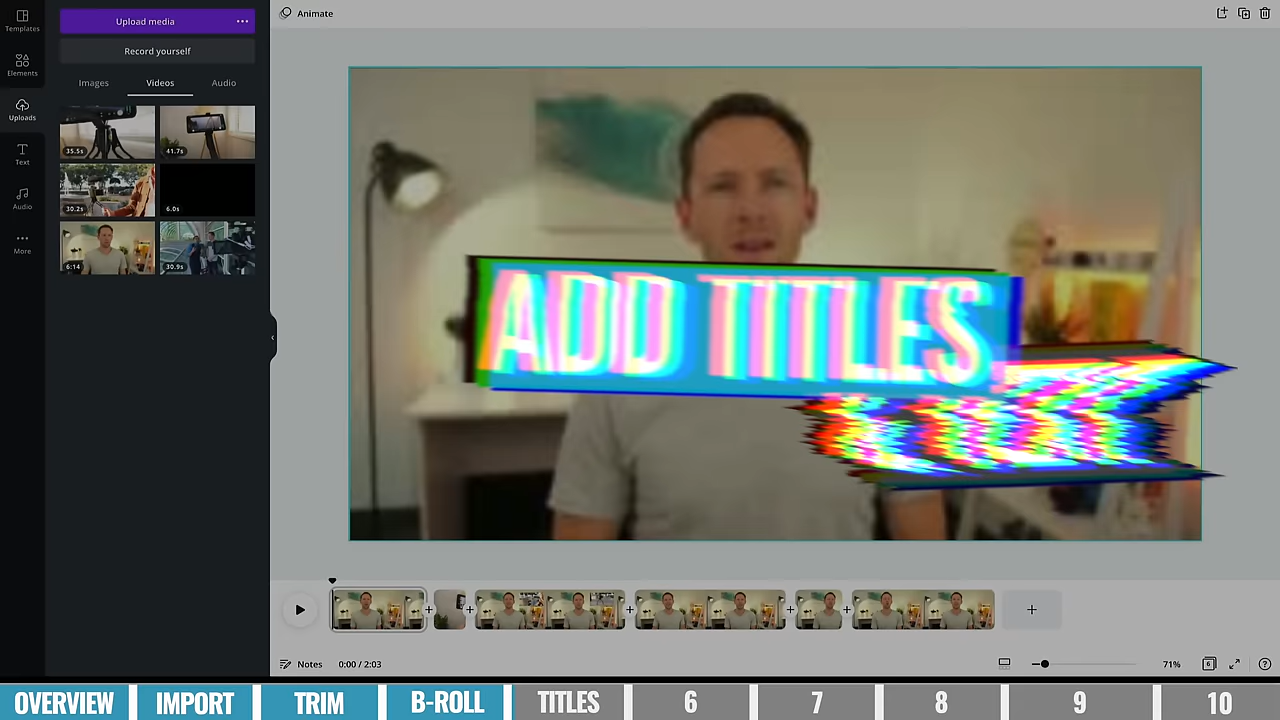 Templates
Elements
Uploads
Text
Audio
More
Upload media
Record yourself
Images
Videos
Audio
35.5s
41.7s
30.2s
6.0s
6:14
30.9s
Animate
ADD TITLES
& TEXT
Notes
0:00 / 2:03
71%
6
OVERVIEW
IMPORT
TRIM
B-ROLL
TITLES
6
7
8
9
10